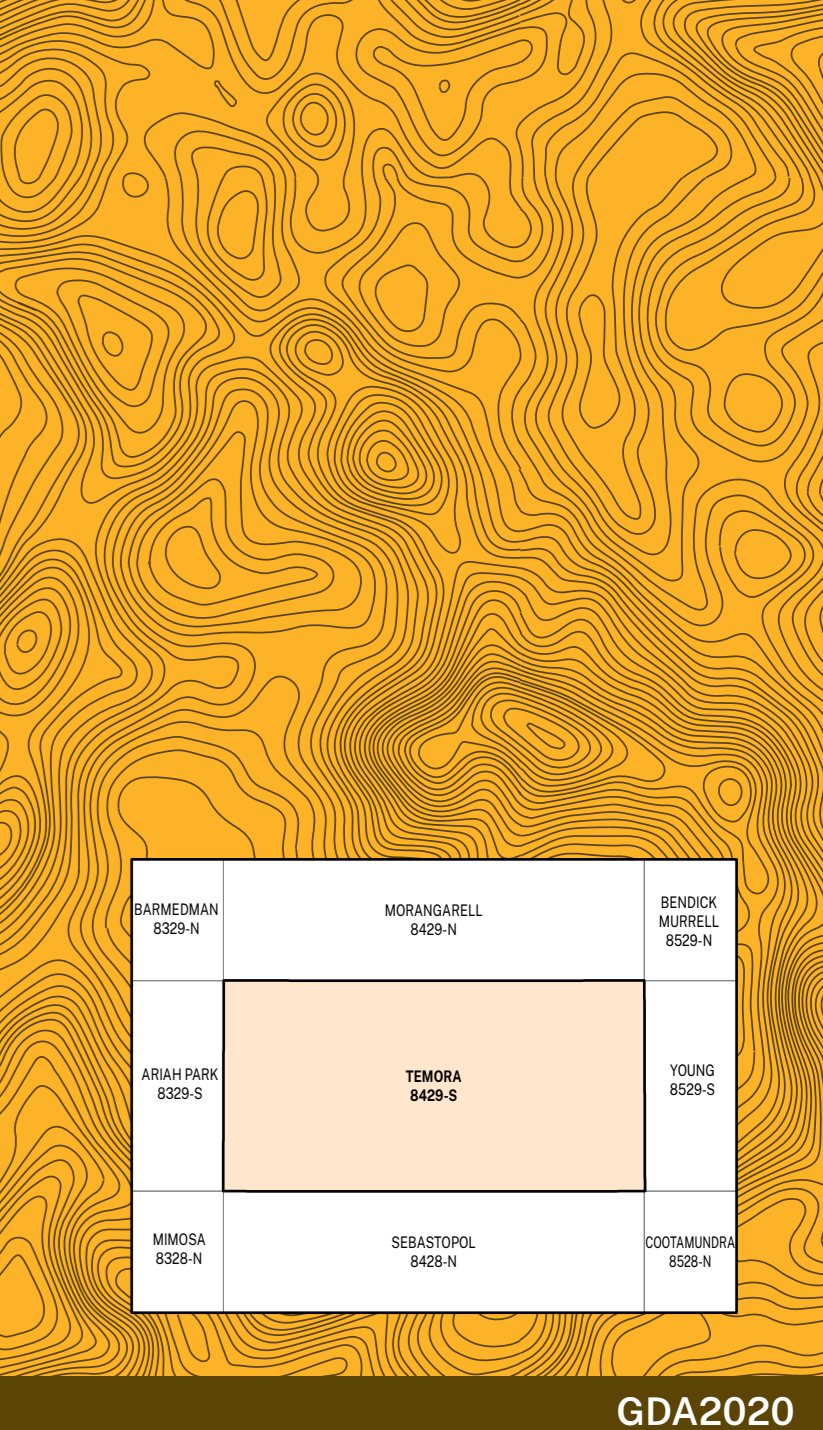 BARMEDMAN
8329-N
MORANGARELL
8429-N
BENDICK
MURRELL
8529-N
ARIAH PARK
8329-S
TEMORA
8429-S
YOUNG
8529-S
MIMOSA
8328-N
SEBASTOPOL
8428-N
COOTAMUNDRA
8528-N
GDA2020